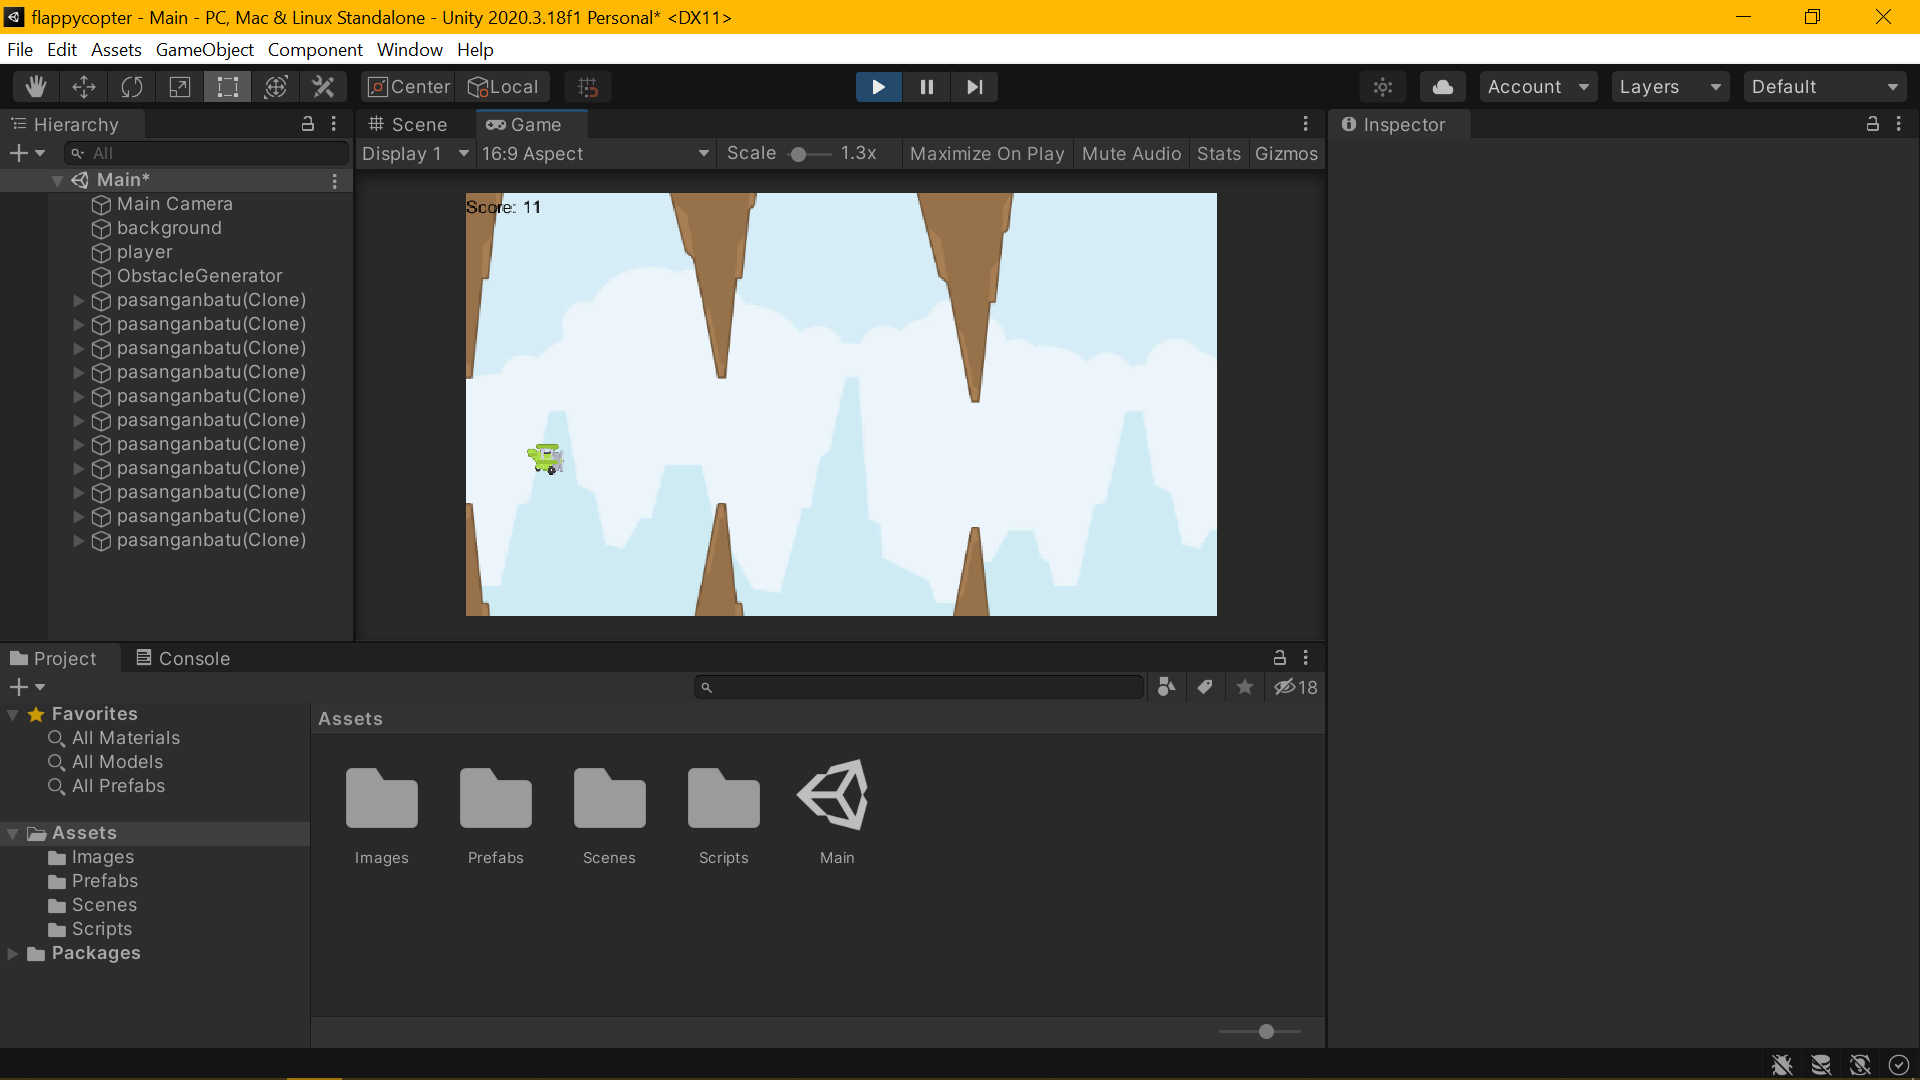 flappycopter - Main - PC, Mac & Linux Standalone - Unity 2020.3.18f1 Personal* <DX11>
File Edit Assets GameObject Component Window Help
Center Local Account Layers Default
Hierarchy
All
Main*
Main Camera
background
player
ObstacleGenerator
pasanganbatu(Clone)
pasanganbatu(Clone)
pasanganbatu(Clone)
pasanganbatu(Clone)
pasanganbatu(Clone)
pasanganbatu(Clone)
pasanganbatu(Clone)
pasanganbatu(Clone)
pasanganbatu(Clone)
pasanganbatu(Clone)
pasanganbatu(Clone)
Scene Game
Display 1 16:9 Aspect Scale 1.3x Maximize On Play Mute Audio Stats Gizmos
Score: 11
Inspector
Project Console
18
Favorites
All Materials
All Models
All Prefabs
Assets
Images
Prefabs
Scenes
Scripts
Packages
Assets
Images Prefabs Scenes Scripts Main